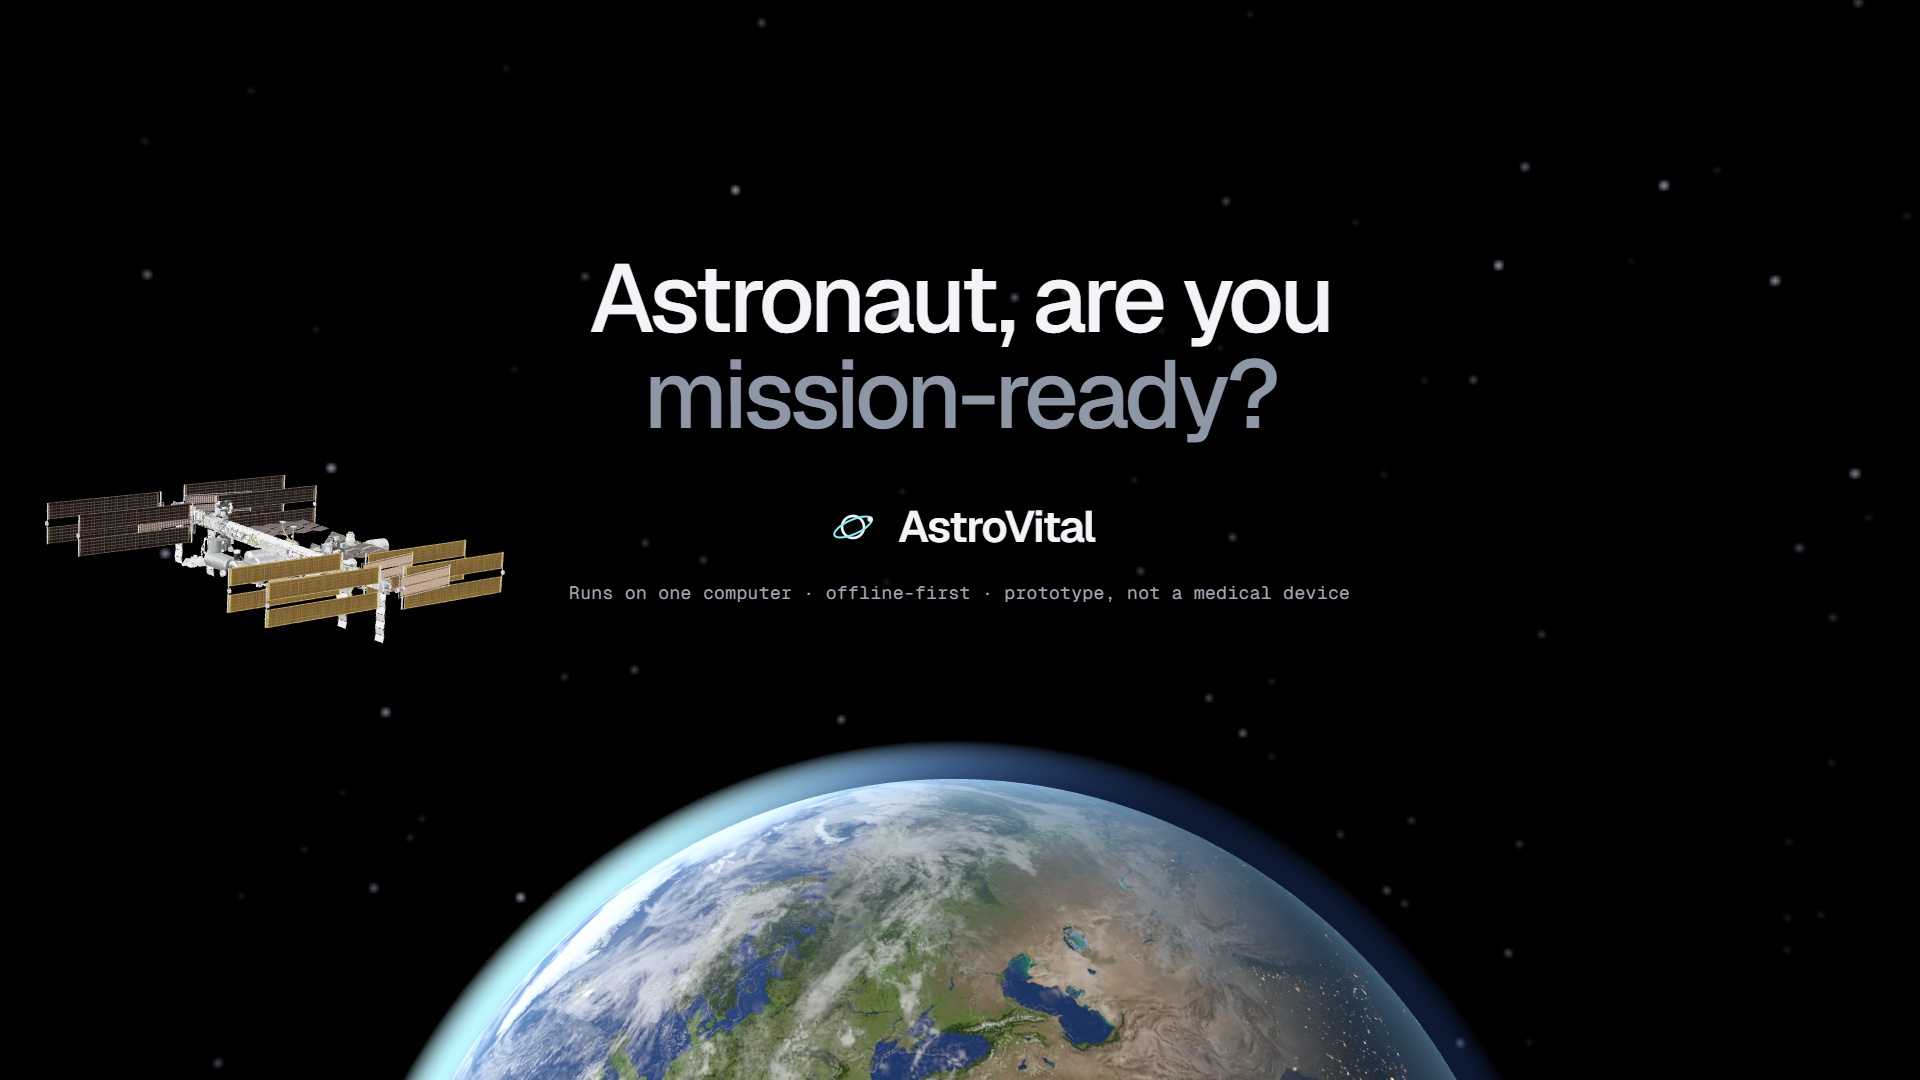 Astronaut, are you
mission-ready?
AstroVital
Runs on one computer · offline-first · prototype, not a medical device